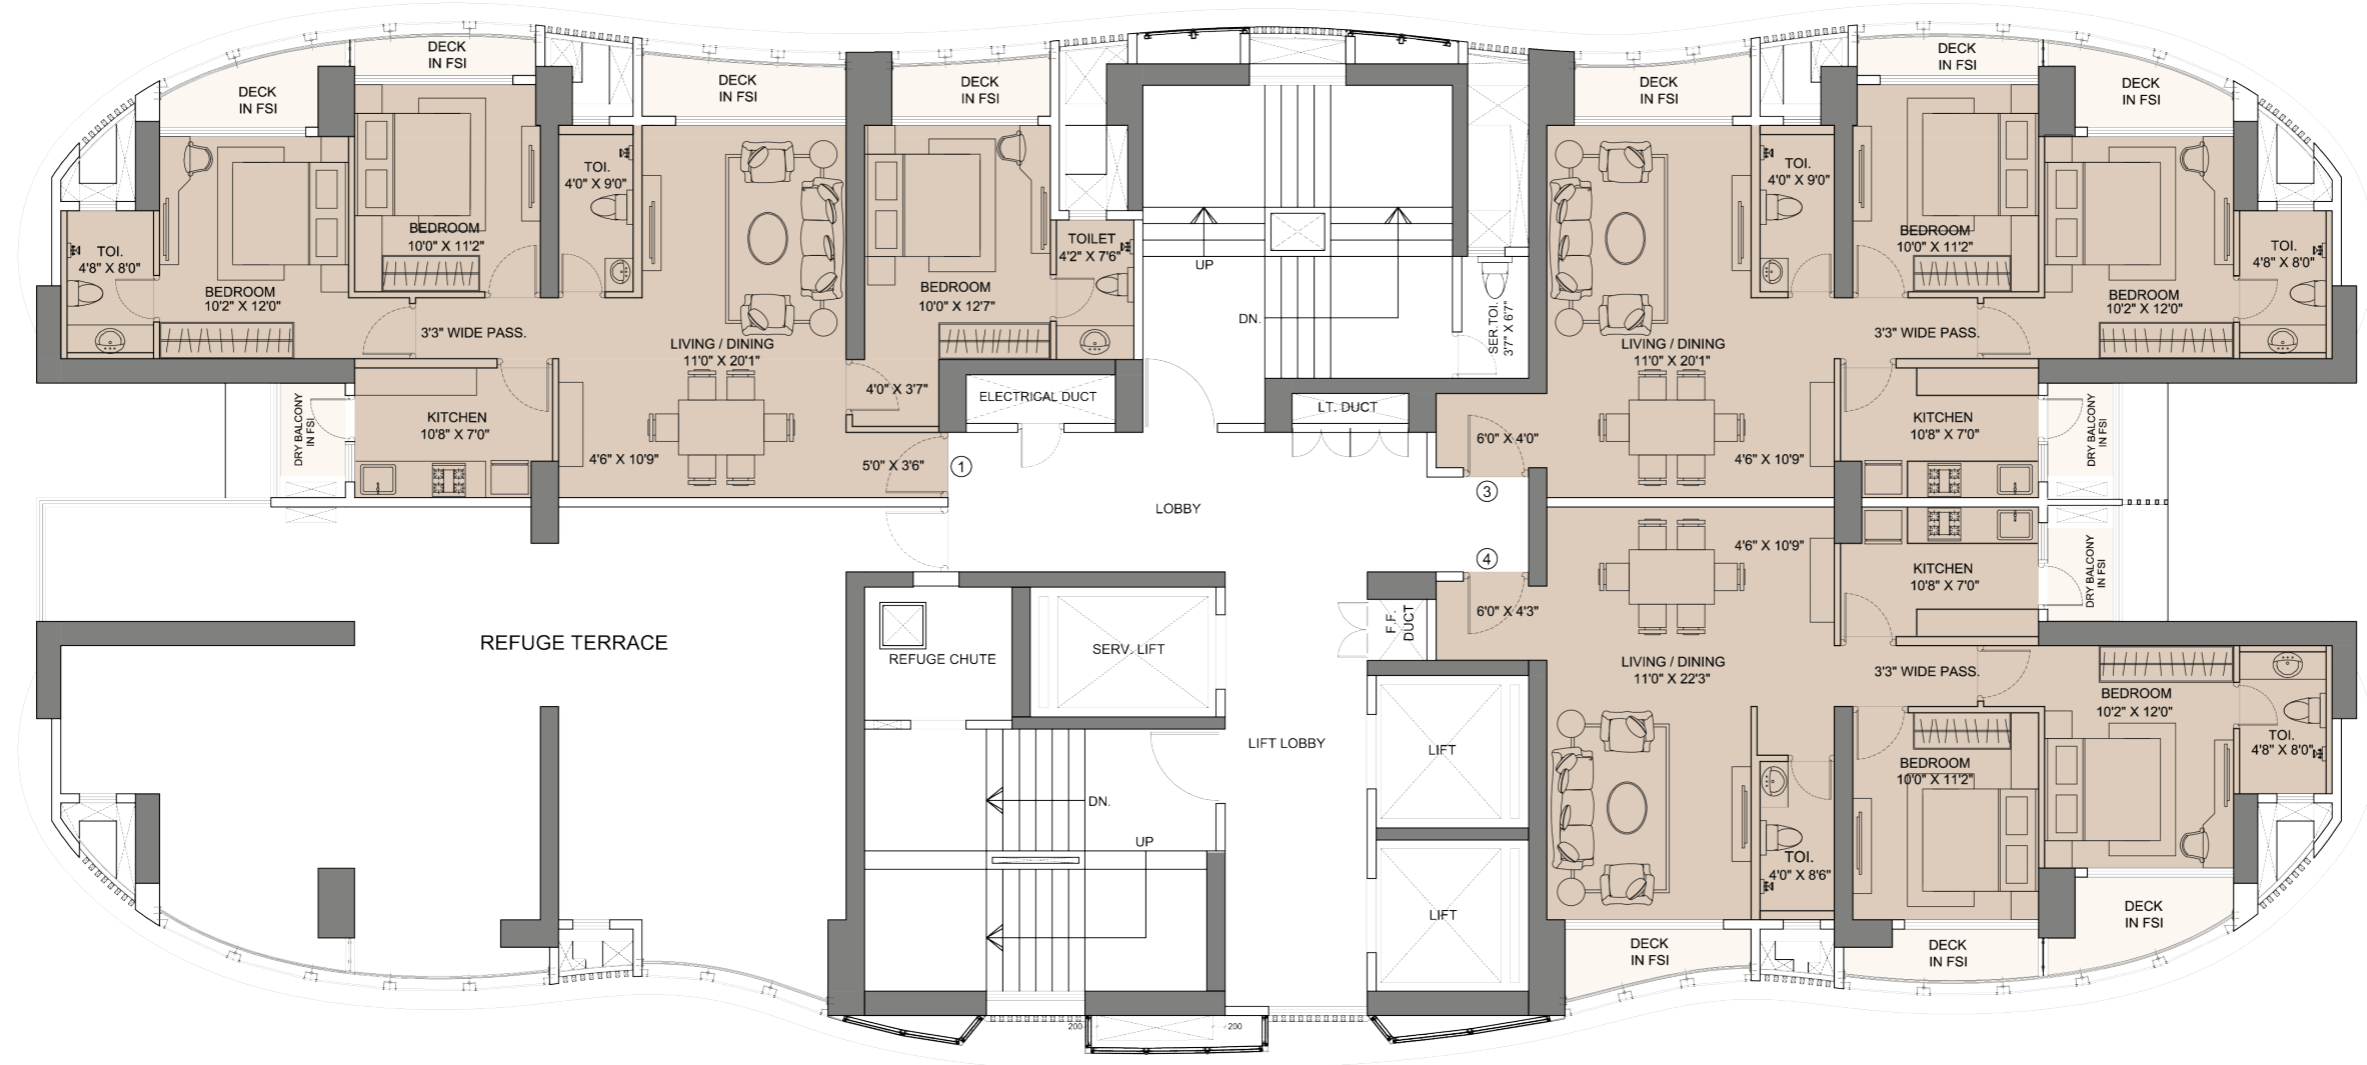 DECK
IN FSI
DECK
IN FSI
DECK
IN FSI
DECK
IN FSI
DECK
IN FSI
DECK
IN FSI
DECK
IN FSI
TOI.
4'8" X 8'0"
BEDROOM
10'2" X 12'0"
BEDROOM
10'0" X 11'2"
TOI.
4'0" X 9'0"
LIVING / DINING
11'0" X 20'1"
BEDROOM
10'0" X 12'7"
TOILET
4'2" X 7'6"
3'3" WIDE PASS.
KITCHEN
10'8" X 7'0"
DRY BALCONY
IN FSI
4'6" X 10'9"
4'0" X 3'7"
5'0" X 3'6"
1
ELECTRICAL DUCT
UP
DN.
SER.TOI.
3'7" X 6'7"
LT. DUCT
LOBBY
6'0" X 4'0"
3
TOI.
4'0" X 9'0"
BEDROOM
10'0" X 11'2"
BEDROOM
10'2" X 12'0"
TOI.
4'8" X 8'0"
LIVING / DINING
11'0" X 20'1"
3'3" WIDE PASS.
KITCHEN
10'8" X 7'0"
4'6" X 10'9"
DRY BALCONY
IN FSI
4
6'0" X 4'3"
F.F.
DUCT
4'6" X 10'9"
KITCHEN
10'8" X 7'0"
DRY BALCONY
IN FSI
LIVING / DINING
11'0" X 22'3"
3'3" WIDE PASS.
BEDROOM
10'2" X 12'0"
TOI.
4'8" X 8'0"
BEDROOM
10'0" X 11'2"
TOI.
4'0" X 8'6"
DECK
IN FSI
DECK
IN FSI
DECK
IN FSI
REFUGE TERRACE
REFUGE CHUTE
SERV. LIFT
LIFT LOBBY
LIFT
LIFT
DN.
UP
200
200